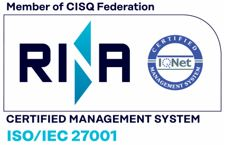 Member of CISQ Federation
RINA
CERTIFIED
IQNet
MANAGEMENT SYSTEM
CERTIFIED MANAGEMENT SYSTEM
ISO/IEC 27001